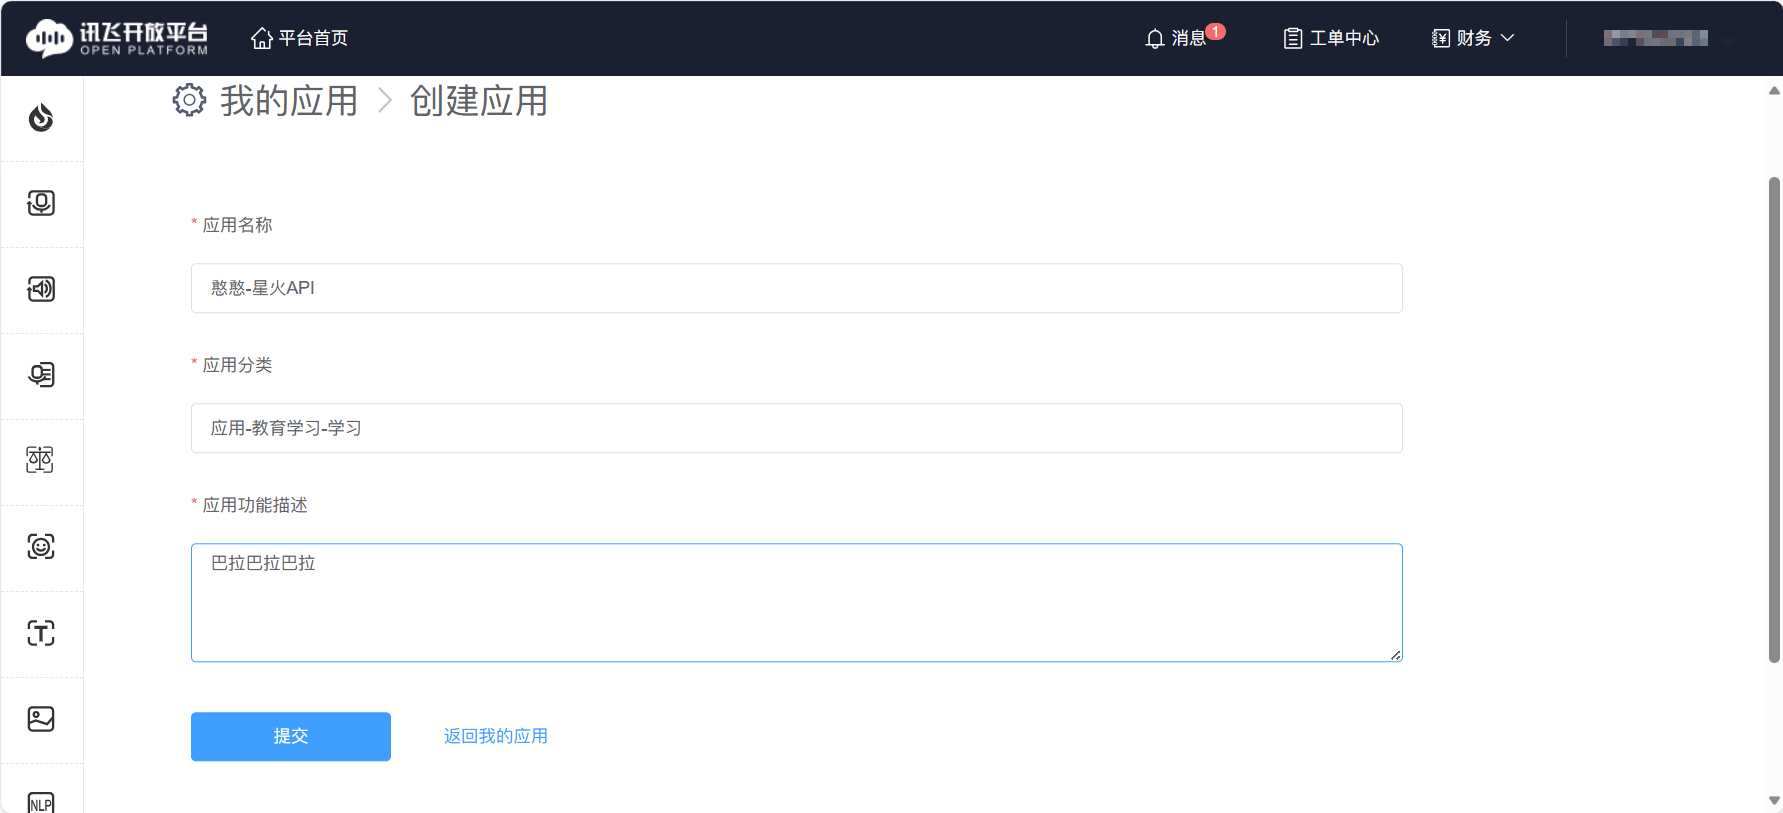 讯飞开放平台
OPEN PLATFORM
平台首页
消息 1
工单中心
财务
我的应用 > 创建应用
* 应用名称
憨憨-星火API
* 应用分类
应用-教育学习-学习
* 应用功能描述
巴拉巴拉巴拉
提交
返回我的应用
NLP